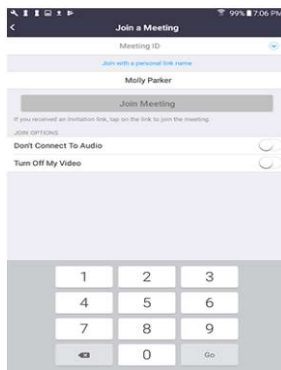 99% 7:06 PM
Join a Meeting
Meeting ID
Join with a personal link name
Molly Parker
Join Meeting
If you received an invitation link, tap on the link to join the meeting.
JOIN OPTIONS
Don't Connect To Audio
Turn Off My Video
1 2 3
4 5 6
7 8 9
0 Go